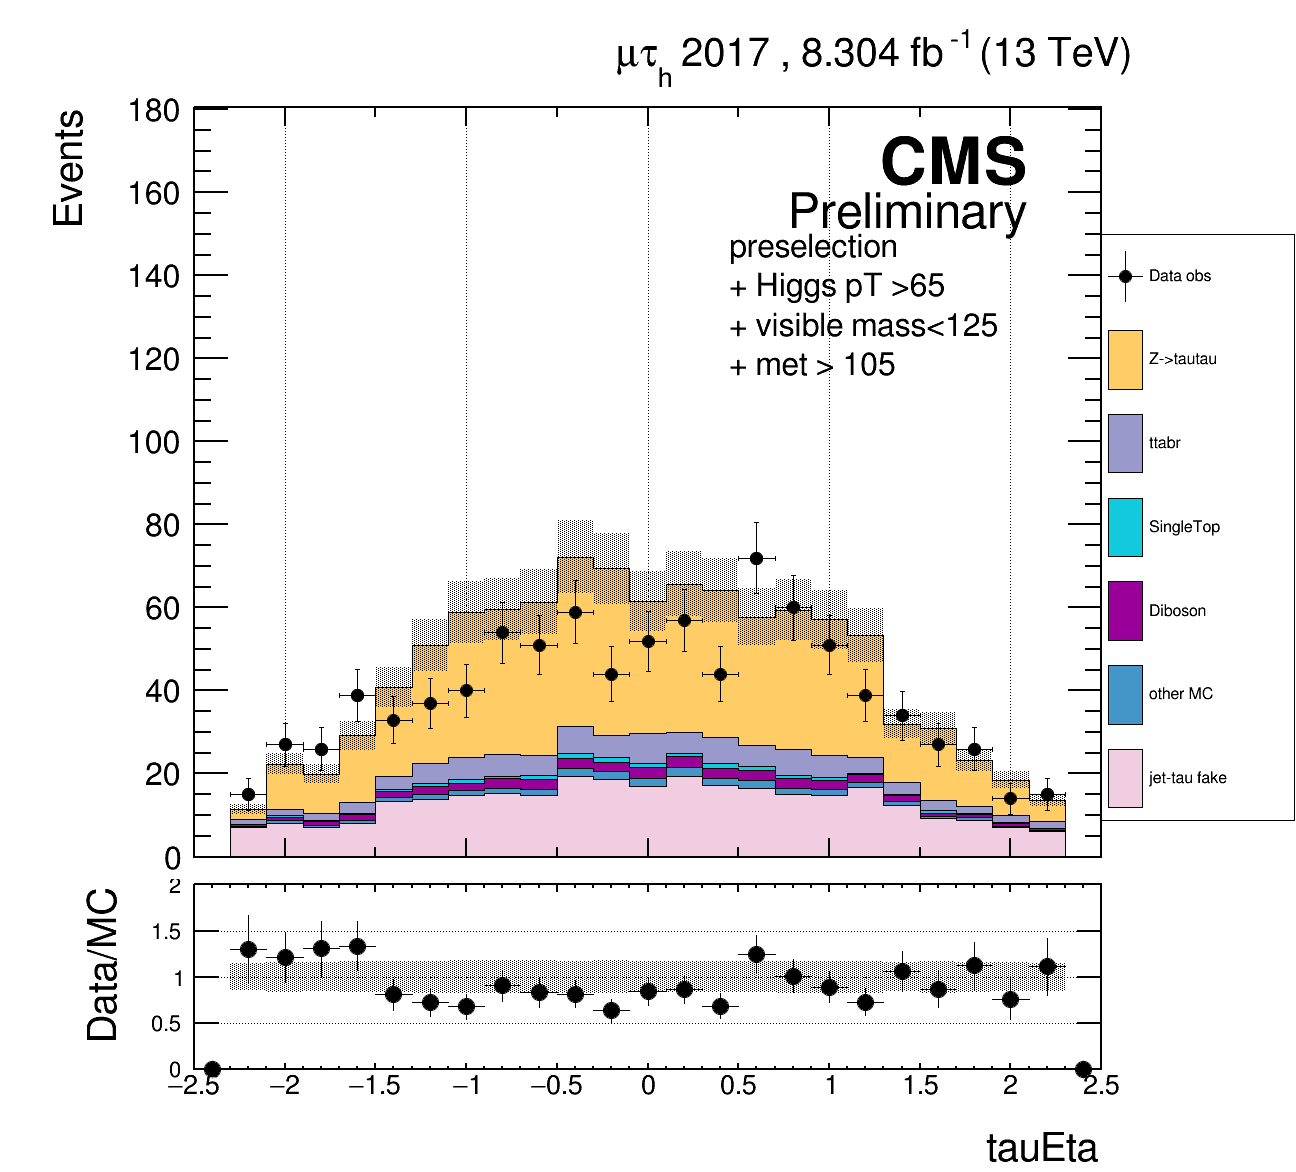 μτh 2017 , 8.304 fb-1 (13 TeV)
Events
180
160
140
120
100
80
60
40
20
0
CMS
Preliminary
preselection
+ Higgs pT >65
+ visible mass<125
+ met > 105
Data obs
Z->tautau
ttabr
SingleTop
Diboson
other MC
jet-tau fake
Data/MC
2
1.5
1
0.5
0
−2.5 −2 −1.5 −1 −0.5 0 0.5 1 1.5 2 2.5
tauEta